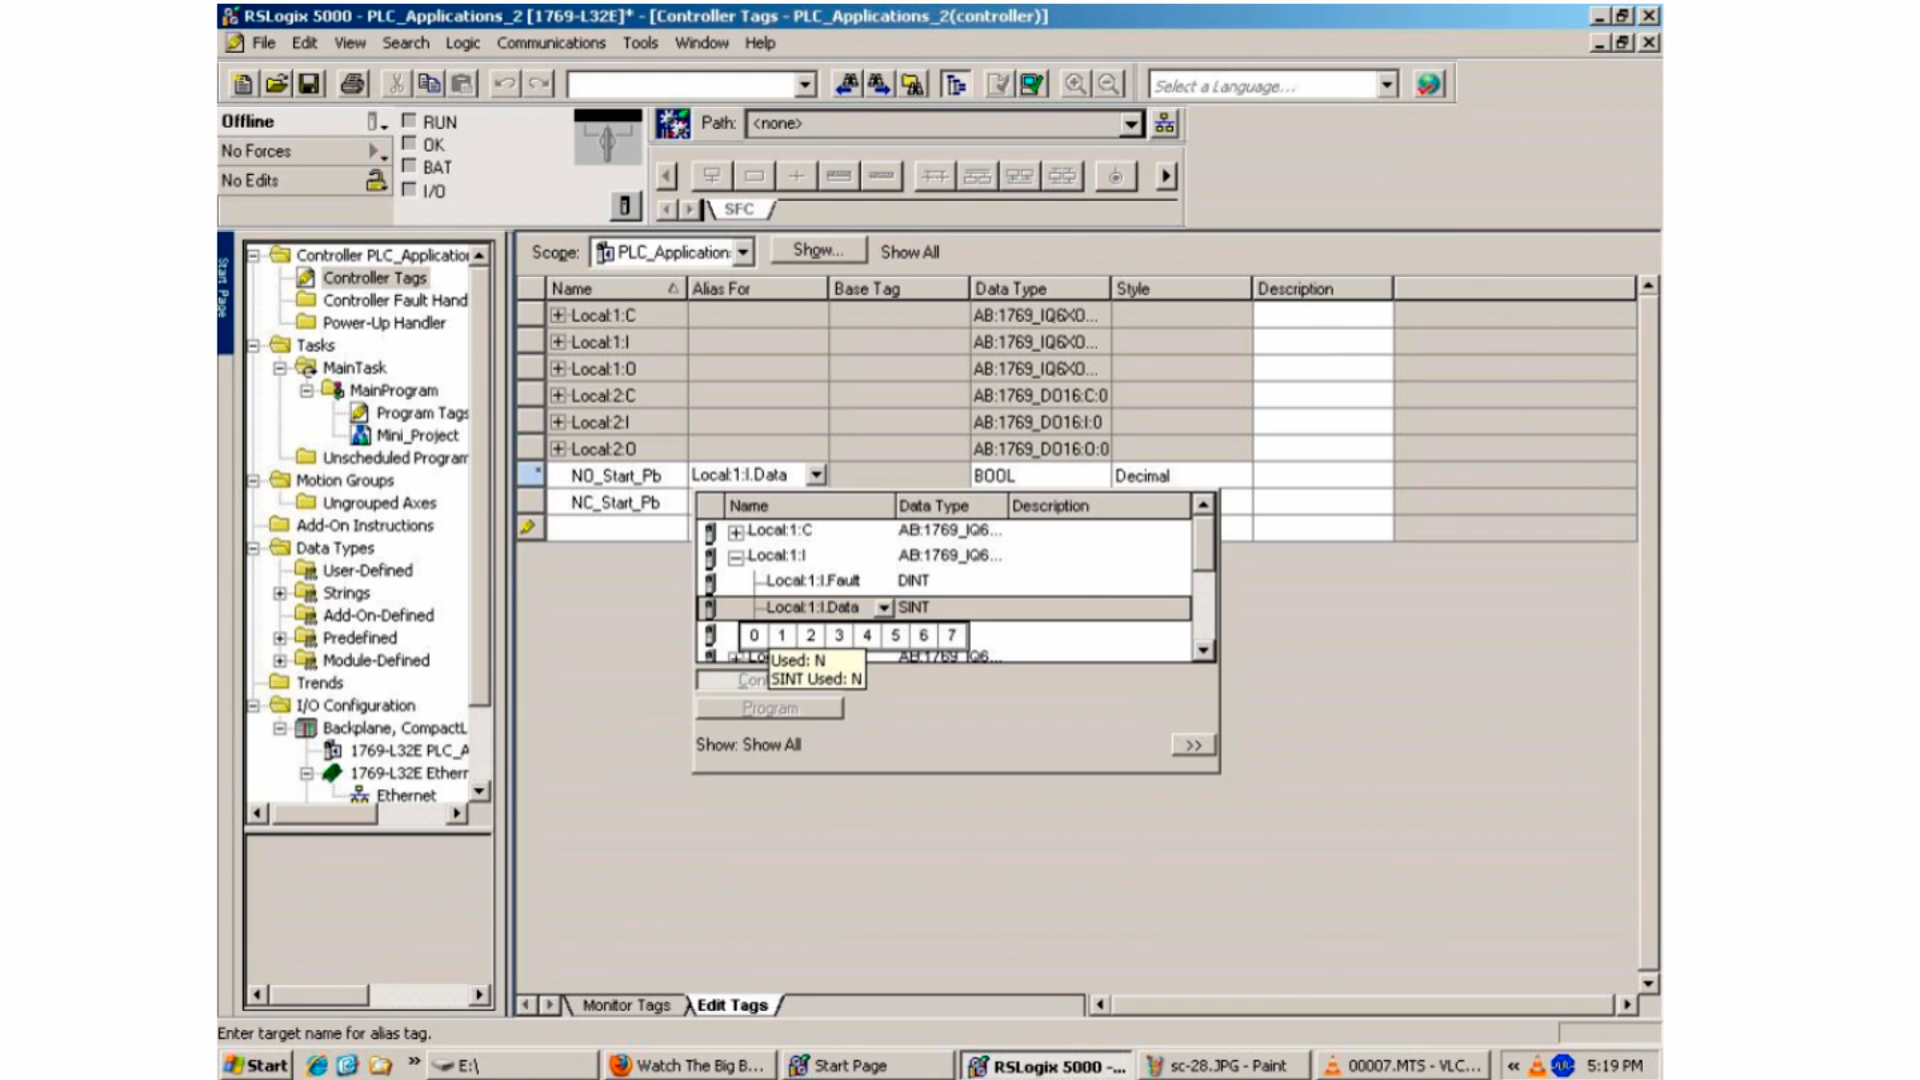 RSLogix 5000 - PLC_Applications_2 [1769-L32E]* - [Controller Tags - PLC_Applications_2(controller)]
File Edit View Search Logic Communications Tools Window Help
Select a Language...
Offline
RUN
Path: <none>
No Forces
OK
BAT
No Edits
I/O
SFC
Start Page
Controller PLC_Application
Controller Tags
Controller Fault Hand
Power-Up Handler
Tasks
MainTask
MainProgram
Program Tags
Mini_Project
Unscheduled Program
Motion Groups
Ungrouped Axes
Add-On Instructions
Data Types
User-Defined
Strings
Add-On-Defined
Predefined
Module-Defined
Trends
I/O Configuration
Backplane, CompactL
1769-L32E PLC_A
1769-L32E Ethern
Ethernet
Scope: PLC_Application: Show... Show All
Name Alias For Base Tag Data Type Style Description
Local:1:C AB:1769_IQ6XO...
Local:1:I AB:1769_IQ6XO...
Local:1:O AB:1769_IQ6XO...
Local:2:C AB:1769_DO16:C:0
Local:2:I AB:1769_DO16:I:0
Local:2:O AB:1769_DO16:O:0
NO_Start_Pb Local:1:I.Data BOOL Decimal
NC_Start_Pb
Name Data Type Description
Local:1:C AB:1769_IQ6...
Local:1:I AB:1769_IQ6...
Local:1:I.Fault DINT
Local:1:I.Data SINT
0 1 2 3 4 5 6 7
Lo AB:1769_IQ6...
Used: N
Con SINT Used: N
Program
Show: Show All >>
Monitor Tags Edit Tags
Enter target name for alias tag.
Start » E:\ Watch The Big B... Start Page RSLogix 5000 -... sc-28.JPG - Paint 00007.MTS - VLC... « 5:19 PM